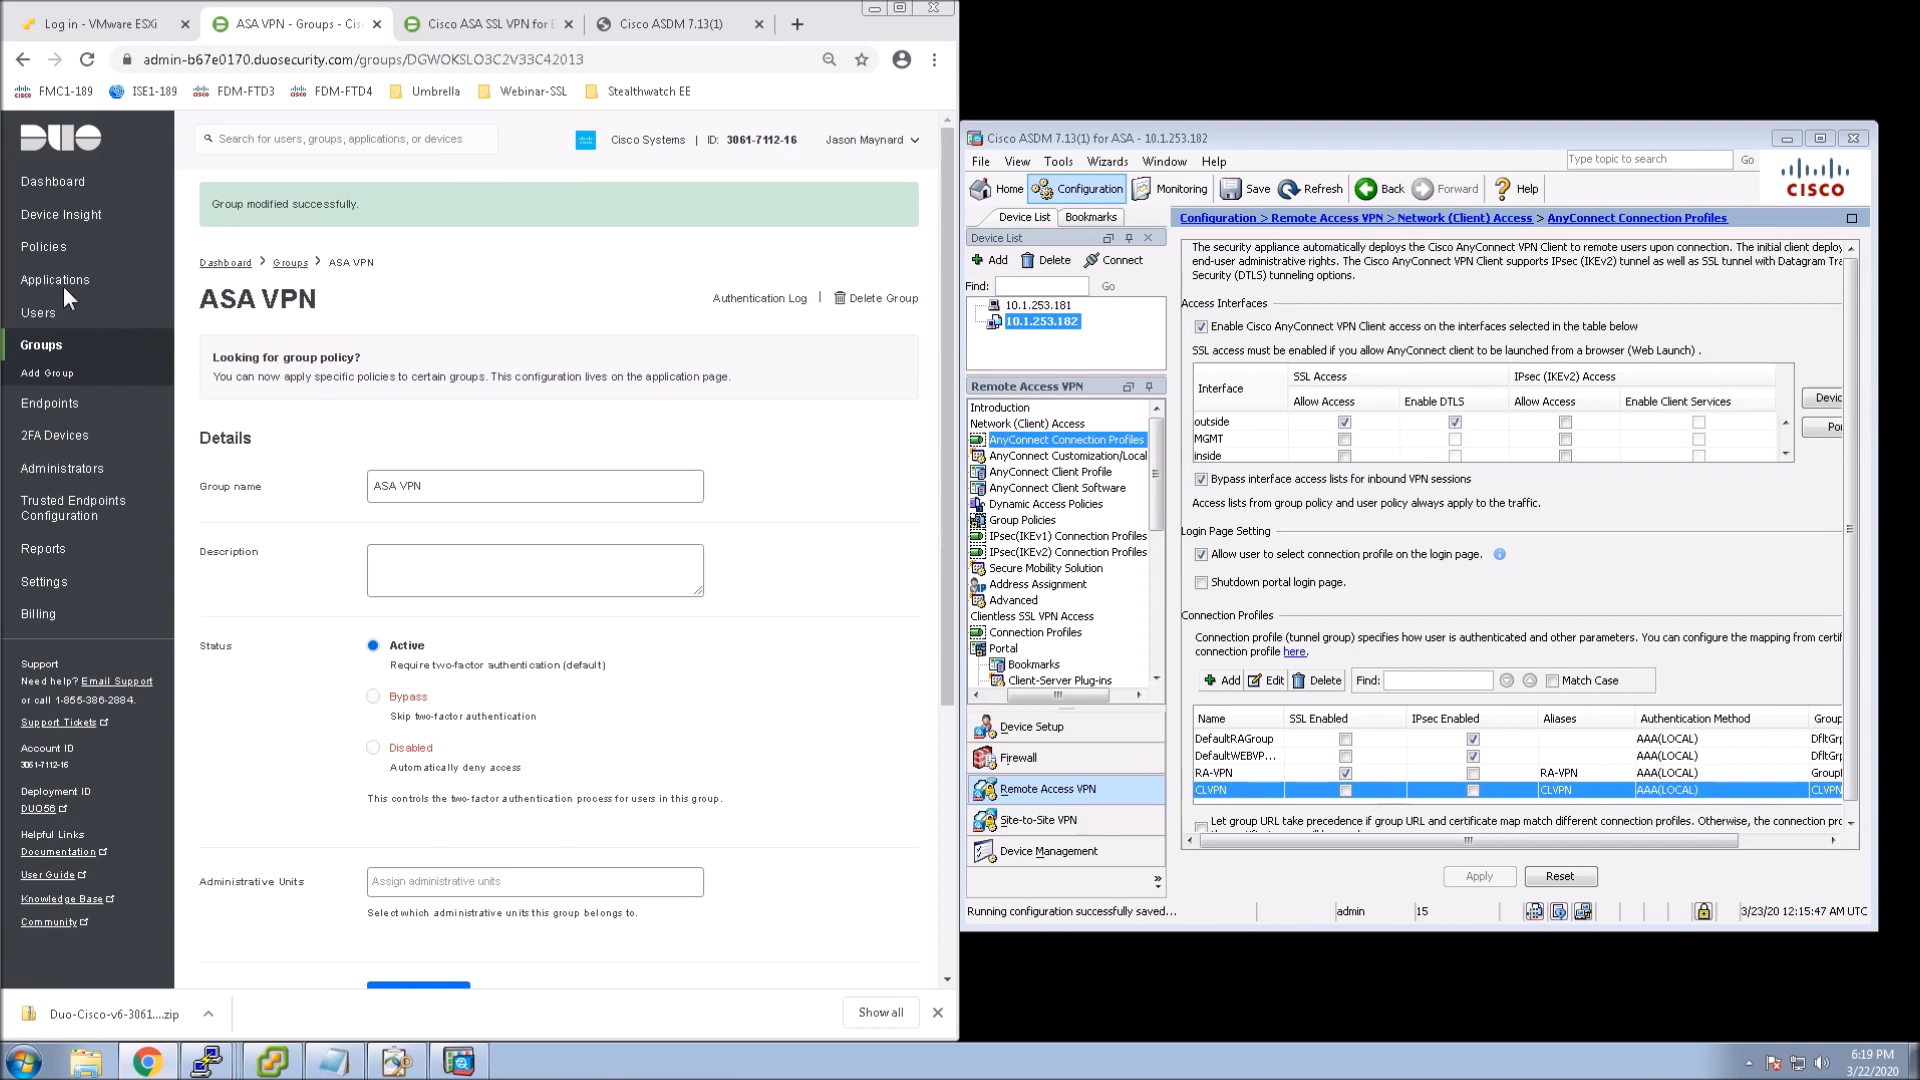 Log in - VMware ESXi
ASA VPN - Groups - Cis
Cisco ASA SSL VPN for
Cisco ASDM 7.13(1)
admin-b67e0170.duosecurity.com/groups/DGWOKSLO3C2V33C42013
FMC1-189
ISE1-189
FDM-FTD3
FDM-FTD4
Umbrella
Webinar-SSL
Stealthwatch EE
DUO
Dashboard
Device Insight
Policies
Applications
Users
Groups
Add Group
Endpoints
2FA Devices
Administrators
Trusted Endpoints
Configuration
Reports
Settings
Billing
Support
Need help? Email Support
or call 1-855-386-2884.
Support Tickets
Account ID
3061-7112-16
Deployment ID
DUO56
Helpful Links
Documentation
User Guide
Knowledge Base
Community
Search for users, groups, applications, or devices
Cisco Systems | ID: 3061-7112-16
Jason Maynard
Group modified successfully.
Dashboard > Groups > ASA VPN
ASA VPN
Authentication Log | Delete Group
Looking for group policy?
You can now apply specific policies to certain groups. This configuration lives on the application page.
Details
Group name
ASA VPN
Description
Status
Active
Require two-factor authentication (default)
Bypass
Skip two-factor authentication
Disabled
Automatically deny access
This controls the two-factor authentication process for users in this group.
Administrative Units
Assign administrative units
Select which administrative units this group belongs to.
Duo-Cisco-v6-3061....zip
Show all
Cisco ASDM 7.13(1) for ASA - 10.1.253.182
File View Tools Wizards Window Help
Type topic to search
Go
CISCO
Home
Configuration
Monitoring
Save
Refresh
Back
Forward
Help
Device List
Bookmarks
Device List
Add
Delete
Connect
Find:
Go
10.1.253.181
10.1.253.182
Remote Access VPN
Introduction
Network (Client) Access
AnyConnect Connection Profiles
AnyConnect Customization/Local
AnyConnect Client Profile
AnyConnect Client Software
Dynamic Access Policies
Group Policies
IPsec(IKEv1) Connection Profiles
IPsec(IKEv2) Connection Profiles
Secure Mobility Solution
Address Assignment
Advanced
Clientless SSL VPN Access
Connection Profiles
Portal
Bookmarks
Client-Server Plug-ins
Device Setup
Firewall
Remote Access VPN
Site-to-Site VPN
Device Management
Configuration > Remote Access VPN > Network (Client) Access > AnyConnect Connection Profiles
The security appliance automatically deploys the Cisco AnyConnect VPN Client to remote users upon connection. The initial client deploy
end-user administrative rights. The Cisco AnyConnect VPN Client supports IPsec (IKEv2) tunnel as well as SSL tunnel with Datagram Tra
Security (DTLS) tunneling options.
Access Interfaces
Enable Cisco AnyConnect VPN Client access on the interfaces selected in the table below
SSL access must be enabled if you allow AnyConnect client to be launched from a browser (Web Launch) .
Interface
SSL Access
IPsec (IKEv2) Access
Allow Access
Enable DTLS
Allow Access
Enable Client Services
outside
MGMT
inside
Devic
Po
Bypass interface access lists for inbound VPN sessions
Access lists from group policy and user policy always apply to the traffic.
Login Page Setting
Allow user to select connection profile on the login page.
Shutdown portal login page.
Connection Profiles
Connection profile (tunnel group) specifies how user is authenticated and other parameters. You can configure the mapping from certif
connection profile here.
Add
Edit
Delete
Find:
Match Case
Name SSL Enabled IPsec Enabled Aliases Authentication Method Group
DefaultRAGroup AAA(LOCAL) DfltGrp
DefaultWEBVP... AAA(LOCAL) DfltGrp
RA-VPN RA-VPN AAA(LOCAL) GroupP
CLVPN CLVPN AAA(LOCAL) CLVPN
Let group URL take precedence if group URL and certificate map match different connection profiles. Otherwise, the connection pro
Apply
Reset
Running configuration successfully saved...
admin
15
3/23/20 12:15:47 AM UTC
6:19 PM
3/22/2020